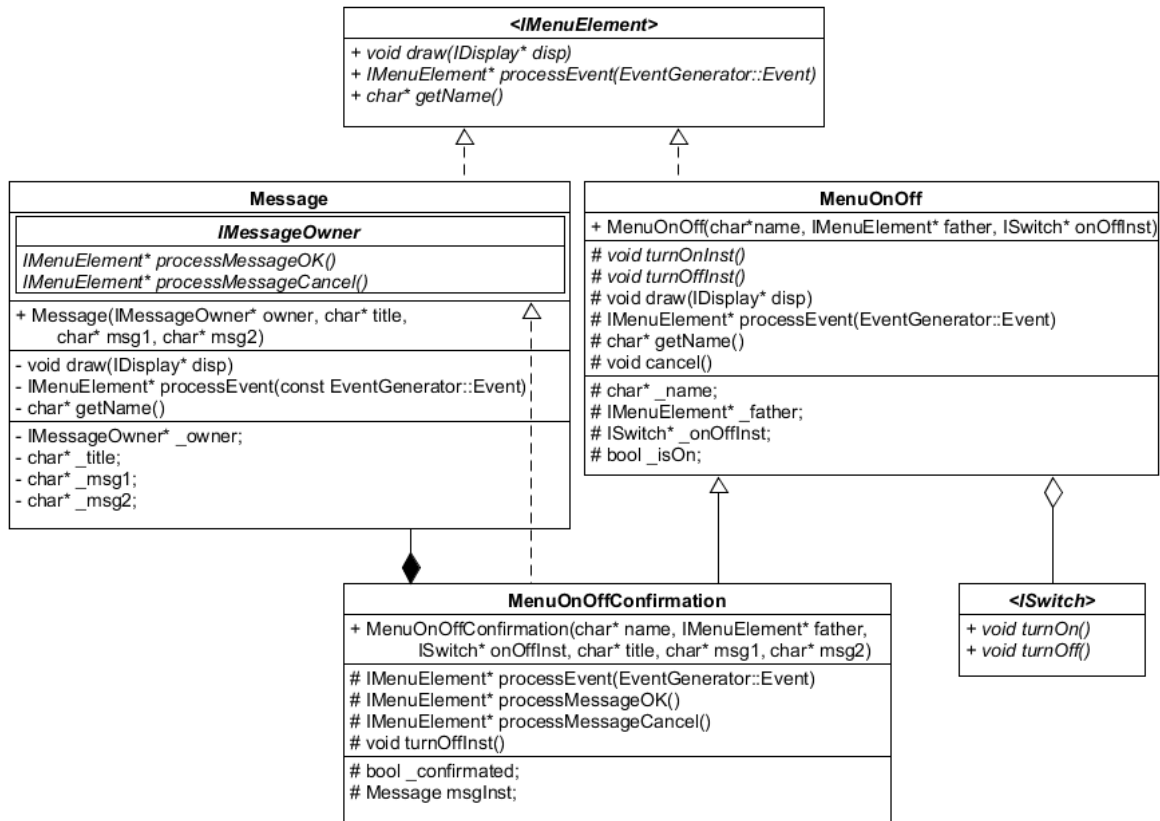 <IMenuElement>
+ void draw(IDisplay* disp)
+ IMenuElement* processEvent(EventGenerator::Event)
+ char* getName()
Message
IMessageOwner
IMenuElement* processMessageOK()
IMenuElement* processMessageCancel()
+ Message(IMessageOwner* owner, char* title,
char* msg1, char* msg2)
- void draw(IDisplay* disp)
- IMenuElement* processEvent(const EventGenerator::Event)
- char* getName()
- IMessageOwner* _owner;
- char* _title;
- char* _msg1;
- char* _msg2;
MenuOnOff
+ MenuOnOff(char*name, IMenuElement* father, ISwitch* onOffInst)
# void turnOnInst()
# void turnOffInst()
# void draw(IDisplay* disp)
# IMenuElement* processEvent(EventGenerator::Event)
# char* getName()
# void cancel()
# char* _name;
# IMenuElement* _father;
# ISwitch* _onOffInst;
# bool _isOn;
MenuOnOffConfirmation
+ MenuOnOffConfirmation(char* name, IMenuElement* father,
ISwitch* onOffInst, char* title, char* msg1, char* msg2)
# IMenuElement* processEvent(EventGenerator::Event)
# IMenuElement* processMessageOK()
# IMenuElement* processMessageCancel()
# void turnOffInst()
# bool _confirmated;
# Message msgInst;
<ISwitch>
+ void turnOn()
+ void turnOff()